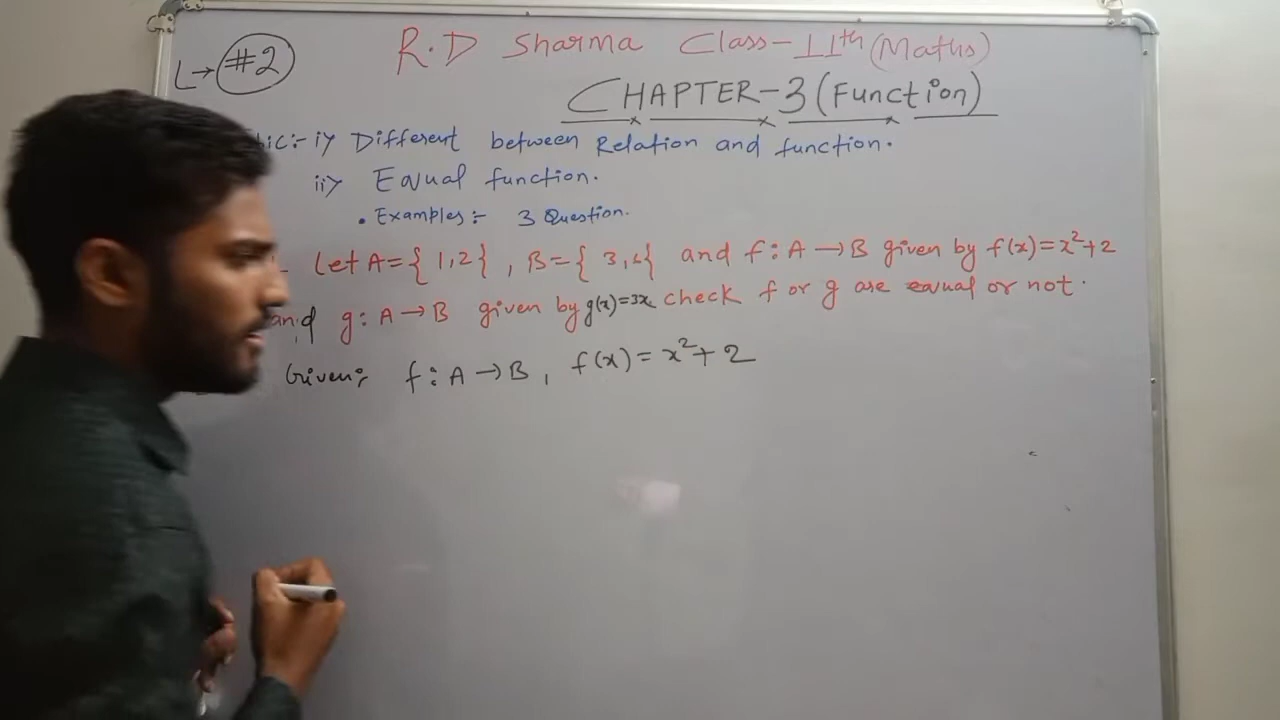 L→ #2
R.D Sharma Class-11th (Maths)
CHAPTER-3 (Function)
i) Different between Relation and function.
ii) Equal function.
• Examples:- 3 Question.
Let A={ 1,2} , B={ 3,6} and f: A→B given by f(x)=x²+2
and g: A→B given by g(x)=3x check f or g are equal or not.
Given:- f: A→B , f(x)= x²+2